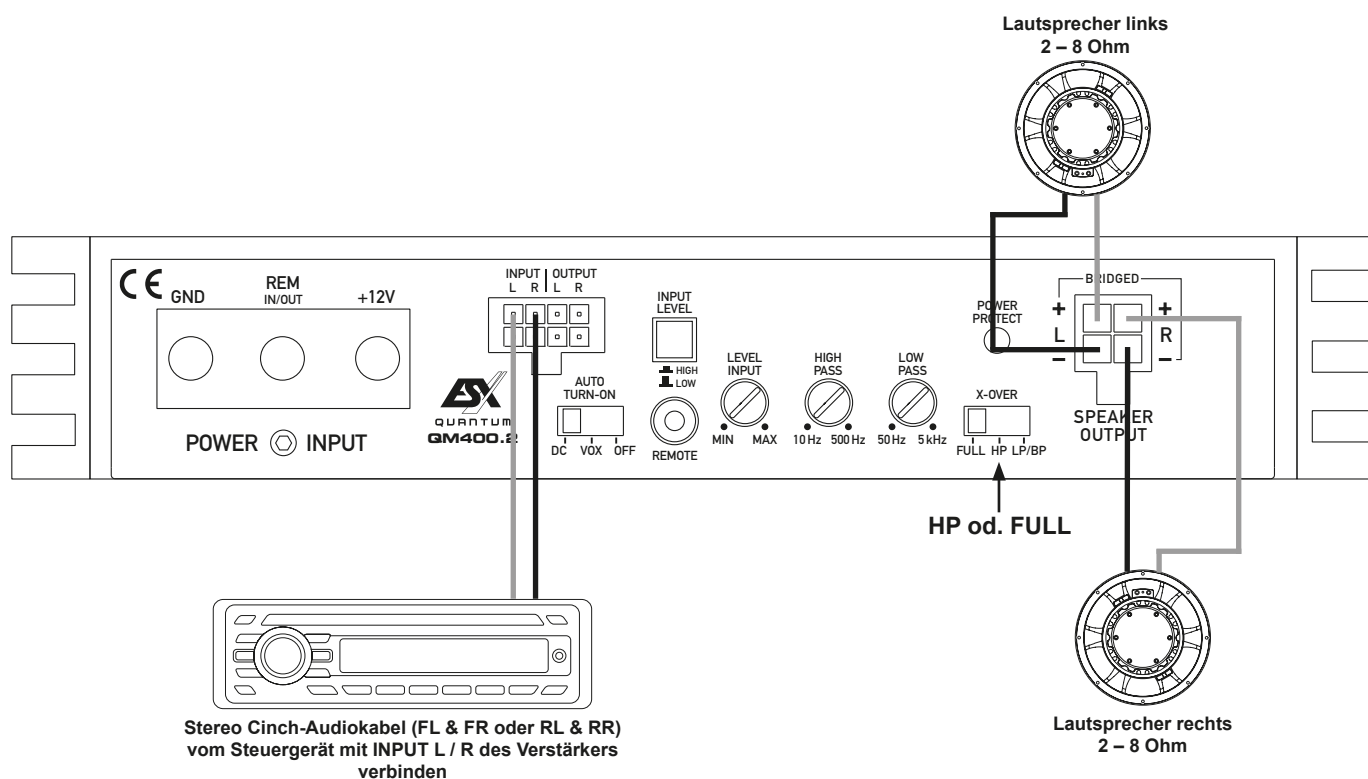 Lautsprecher links
2 – 8 Ohm
CE
GND
REM
IN/OUT
+12V
POWER INPUT
INPUT | OUTPUT
L R L R
ESX
QUANTUM
QM400.2
AUTO
TURN-ON
DC VOX OFF
INPUT
LEVEL
HIGH
LOW
REMOTE
LEVEL
INPUT
MIN MAX
HIGH
PASS
10 Hz 500 Hz
LOW
PASS
50 Hz 5 kHz
POWER
PROTECT
X-OVER
FULL HP LP/BP
HP od. FULL
BRIDGED
+ +
L R
– –
SPEAKER
OUTPUT
Stereo Cinch-Audiokabel (FL & FR oder RL & RR)
vom Steuergerät mit INPUT L / R des Verstärkers
verbinden
Lautsprecher rechts
2 – 8 Ohm